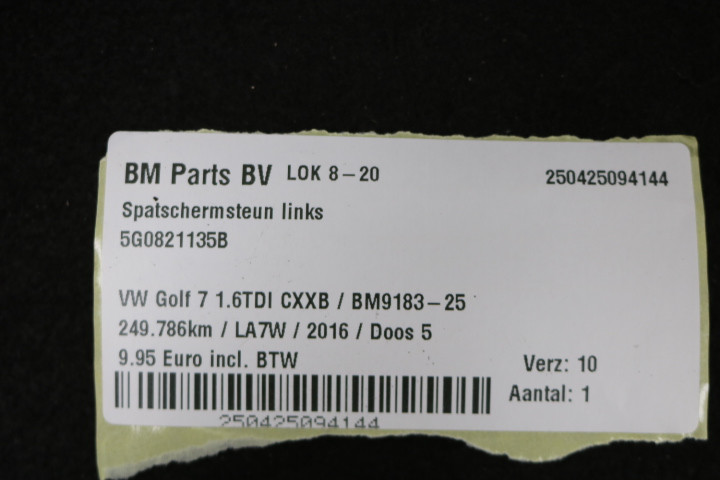 BM Parts BV LOK 8-20 250425094144
Spatschermsteun links
5G0821135B
VW Golf 7 1.6TDI CXXB / BM9183-25
249.786km / LA7W / 2016 / Doos 5
9.95 Euro incl. BTW Verz: 10
Aantal: 1
250425094144